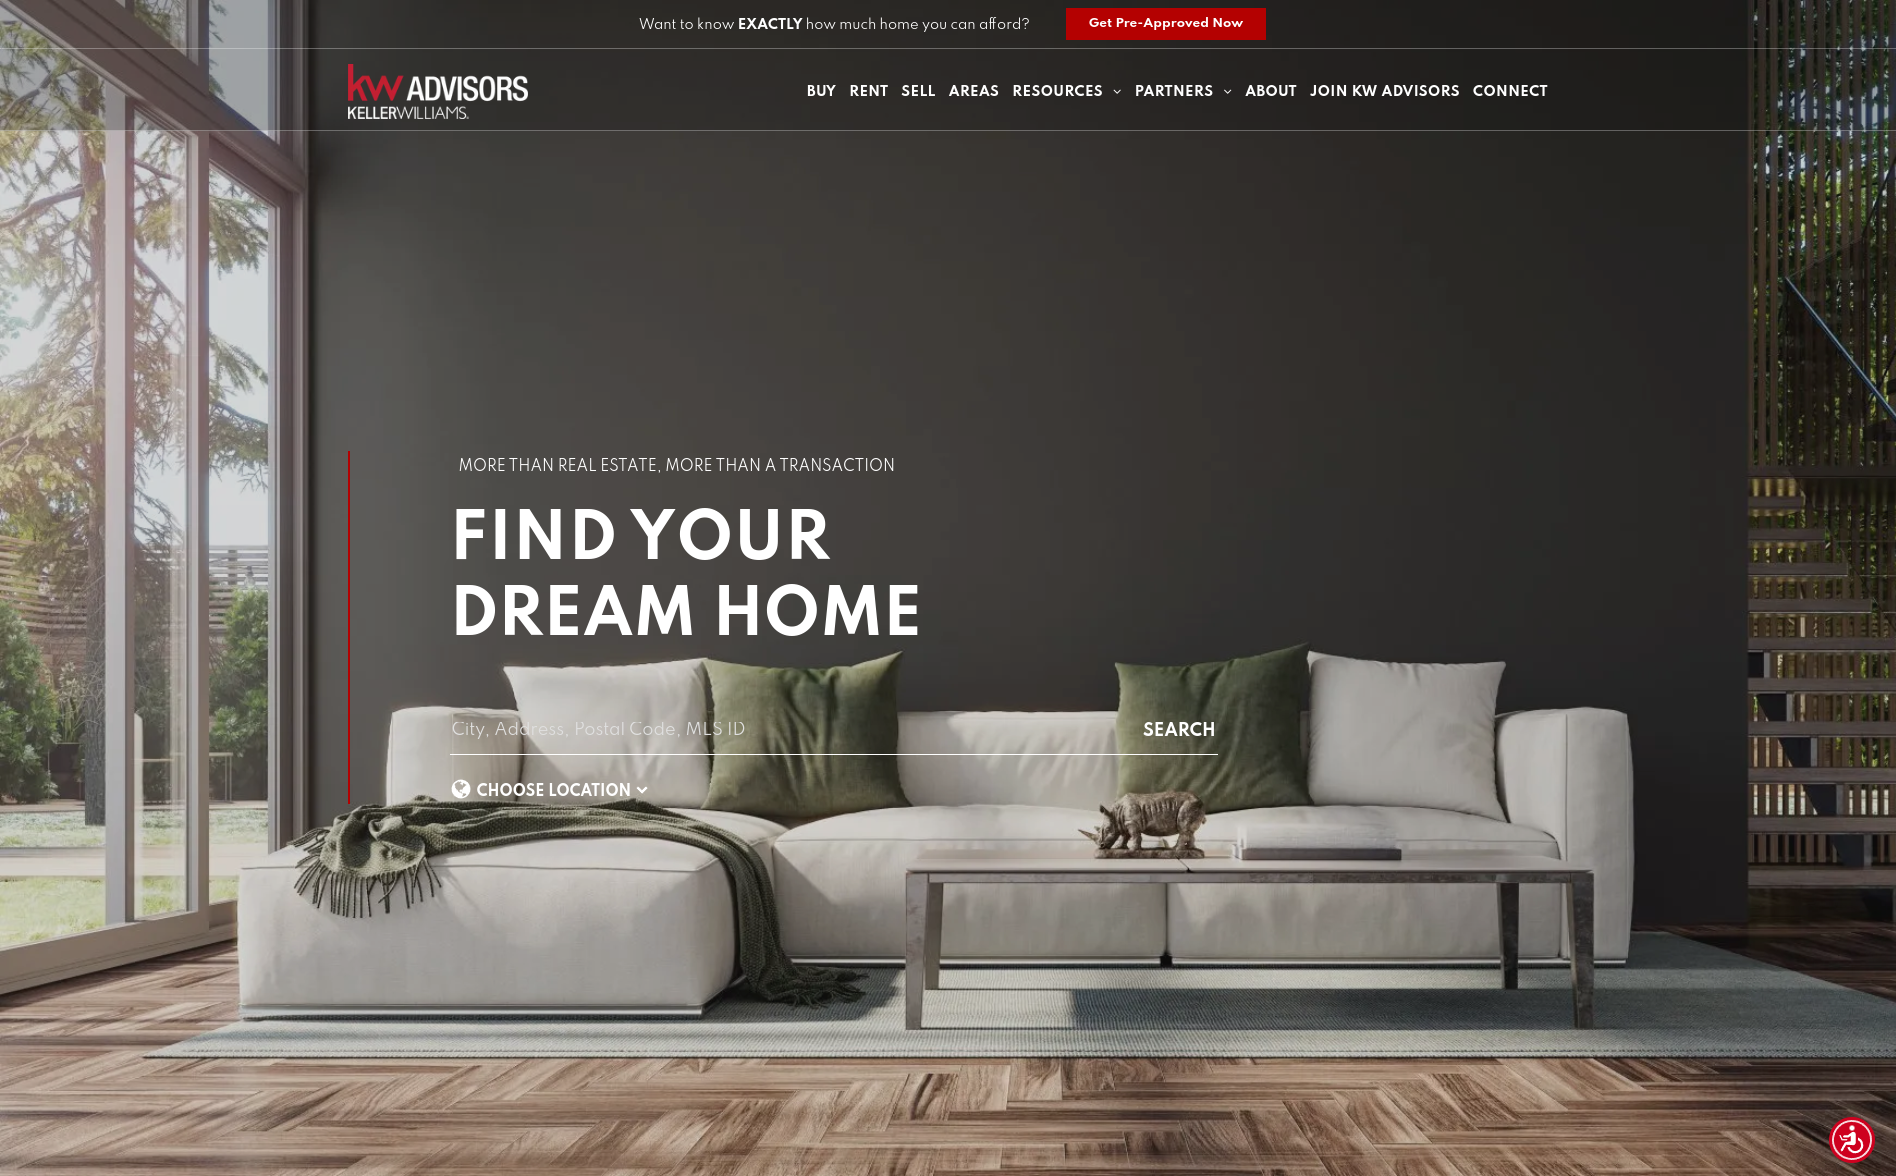 Want to know EXACTLY how much home you can afford?
Get Pre-Approved Now
kw ADVISORS
KELLERWILLIAMS.
BUY RENT SELL AREAS RESOURCES PARTNERS ABOUT JOIN KW ADVISORS CONNECT
MORE THAN REAL ESTATE, MORE THAN A TRANSACTION
FIND YOUR
DREAM HOME
City, Address, Postal Code, MLS ID
SEARCH
CHOOSE LOCATION